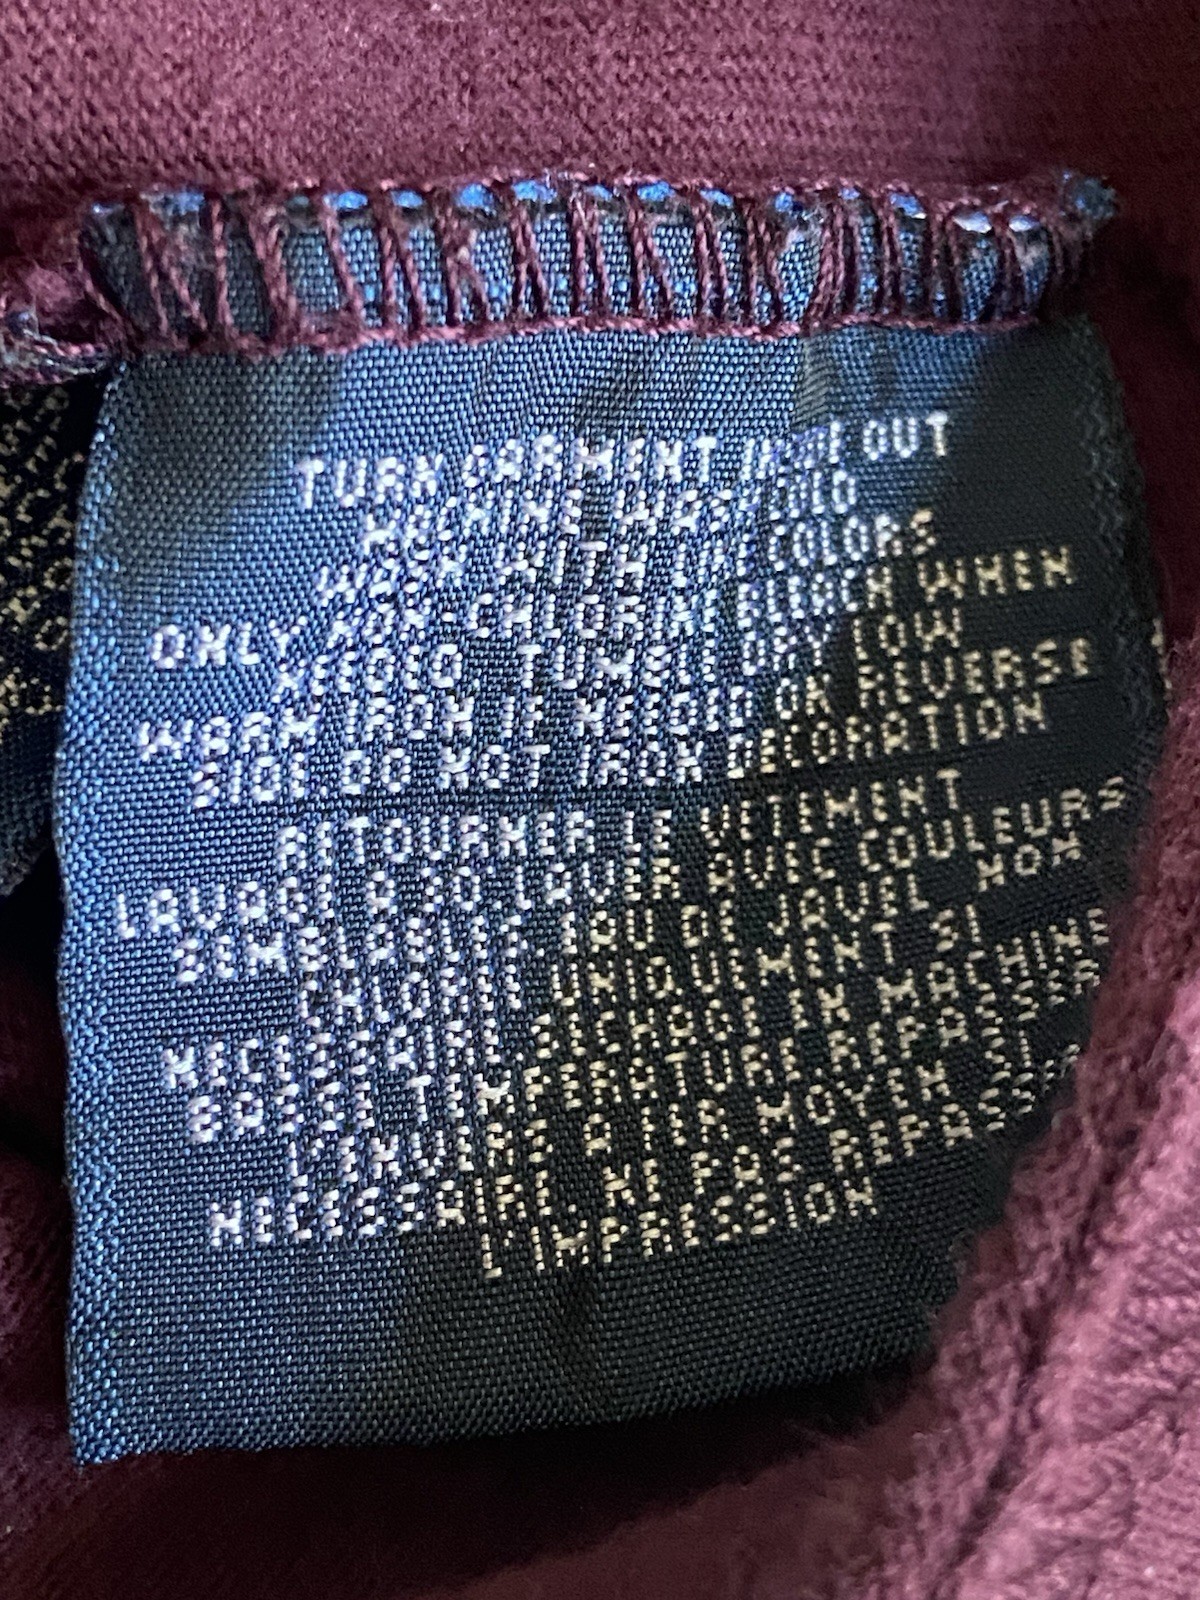 TURN GARMENT INSIDE OUT
MACHINE WASH COLD
WASH WITH LIKE COLORS
ONLY NON-CHLORINE BLEACH WHEN
NEEDED. TUMBLE DRY LOW
WARM IRON IF NEEDED ON REVERSE
SIDE DO NOT IRON DECORATION
RETOURNER LE VETEMENT
LAVAGE A 30 LAVER AVEC COULEURS
SEMBLABLES. EAU DE JAVEL NON
CHLOREE UNIQUEMENT SI
NECESSAIRE. SECHAGE EN MACHINE
BASSE TEMPERATURE. REPASSER
L'ENVERS A FER MOYEN SI
NECESSAIRE. NE PAS REPASSER
L'IMPRESSION